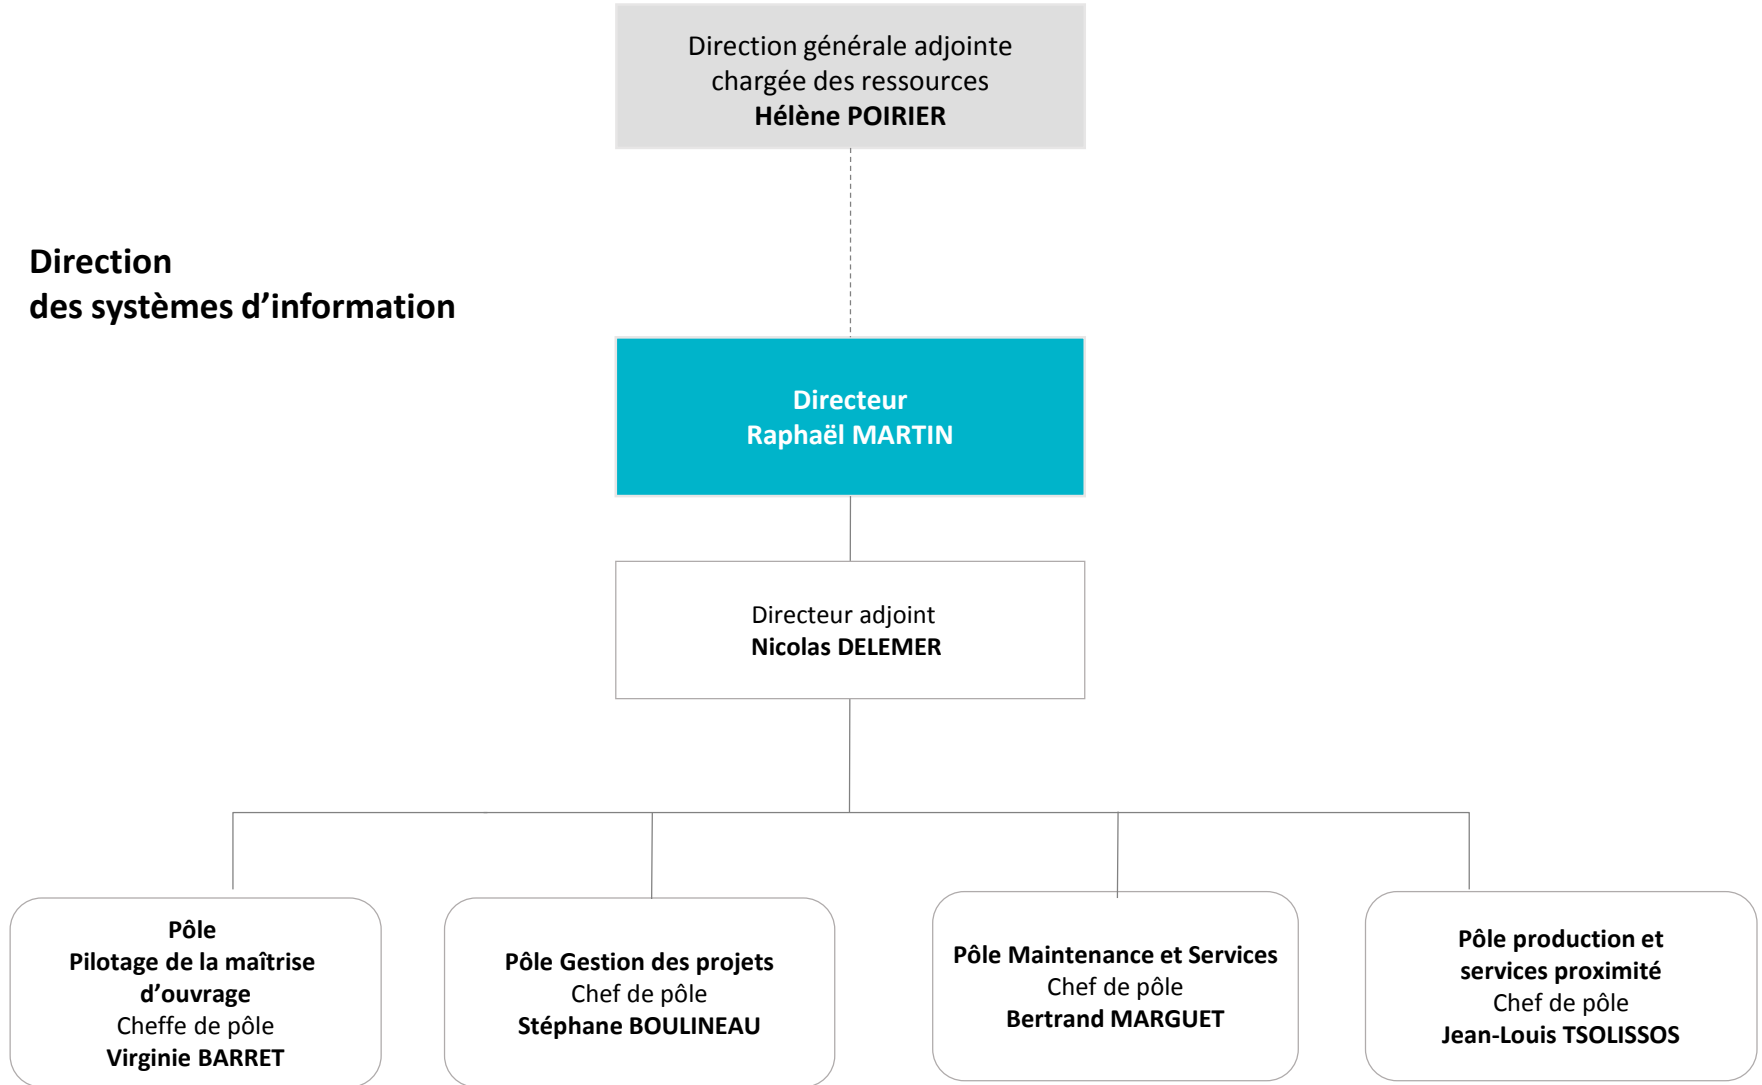 Direction générale adjointe
chargée des ressources
Hélène POIRIER
Direction
des systèmes d’information
Directeur
Raphaël MARTIN
Directeur adjoint
Nicolas DELEMER
Pôle
Pilotage de la maîtrise
d’ouvrage
Cheffe de pôle
Virginie BARRET
Pôle Gestion des projets
Chef de pôle
Stéphane BOULINEAU
Pôle Maintenance et Services
Chef de pôle
Bertrand MARGUET
Pôle production et
services proximité
Chef de pôle
Jean-Louis TSOLISSOS